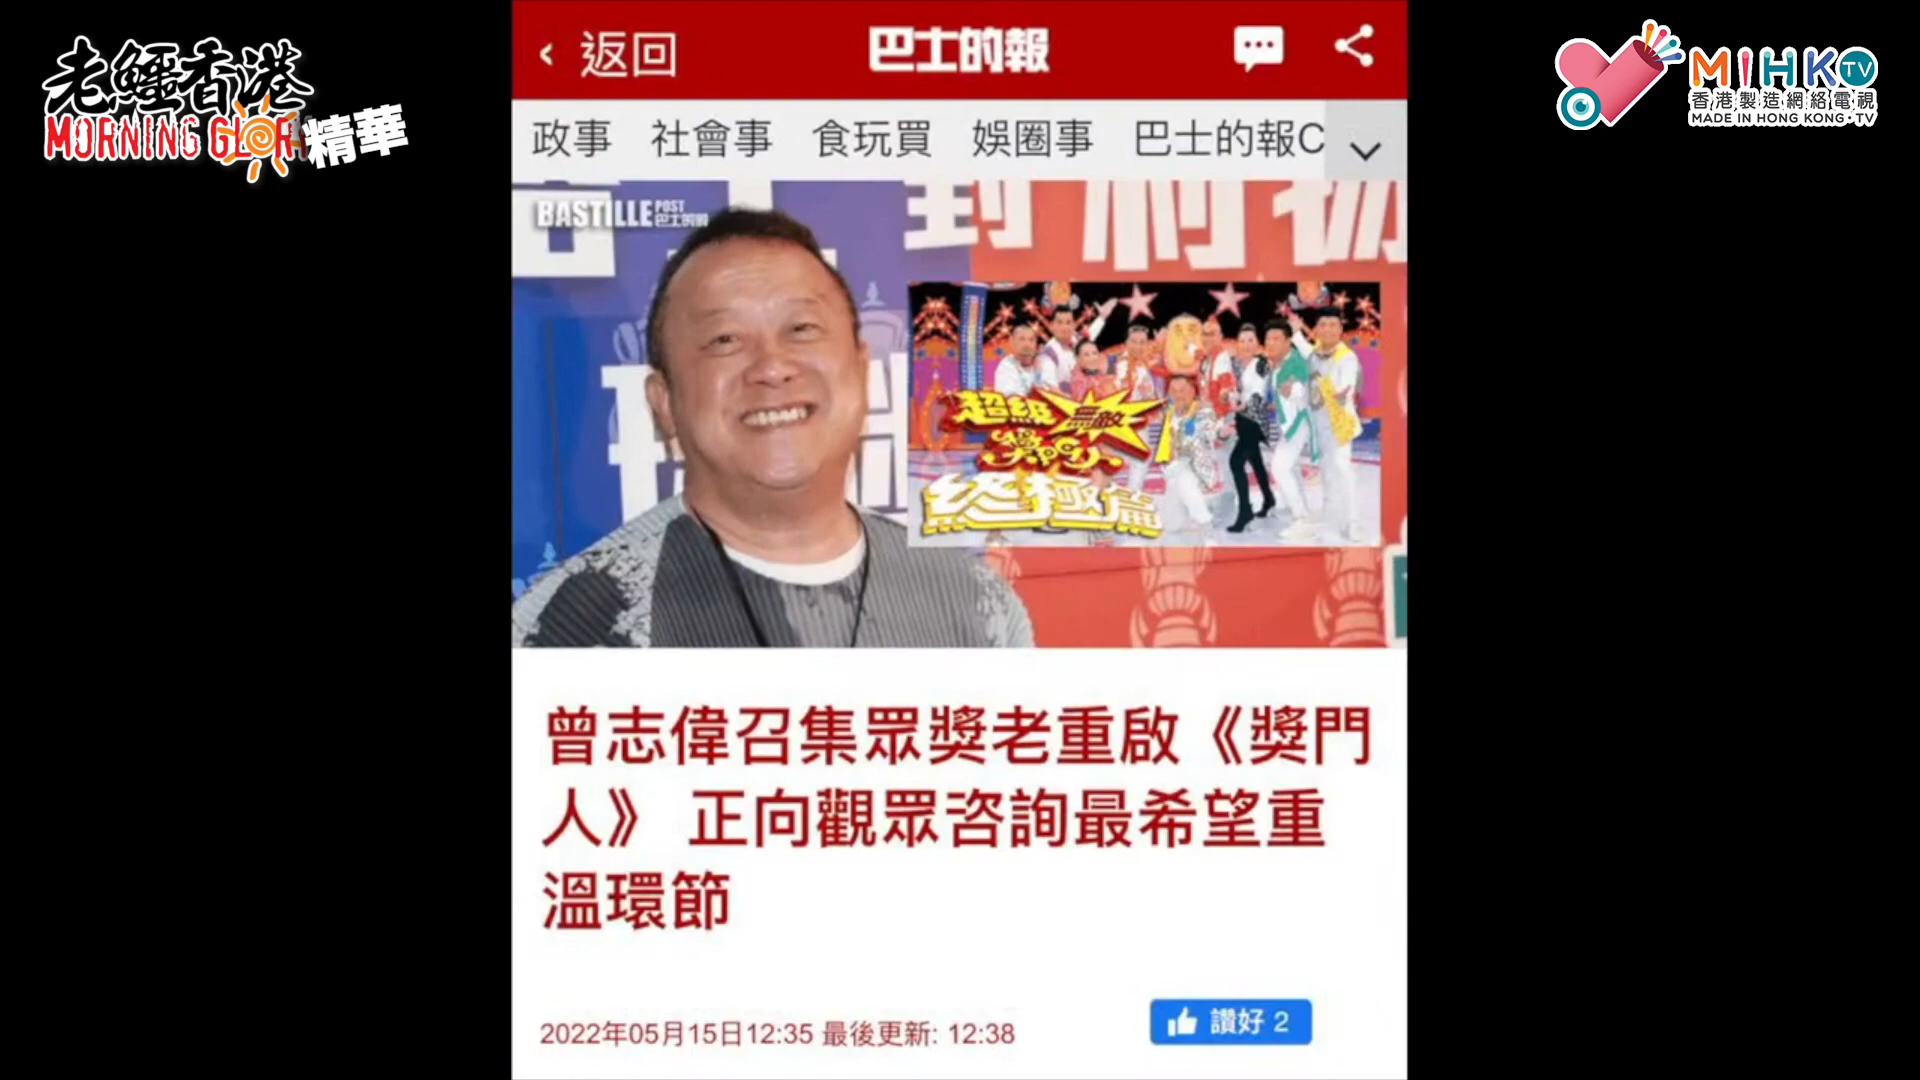 老鱷香港
MORNING GLORY
精華
MIHK TV
香港製造網絡電視
MADE IN HONG KONG · TV
‹ 返回
巴士的報
政事 社會事 食玩買 娛圈事 巴士的報C
BASTILLE POST 巴士的報
超級無敵
獎門人
終極篇
曾志偉召集眾獎老重啟《獎門
人》 正向觀眾咨詢最希望重
溫環節
2022年05月15日12:35 最後更新: 12:38
讚好 2